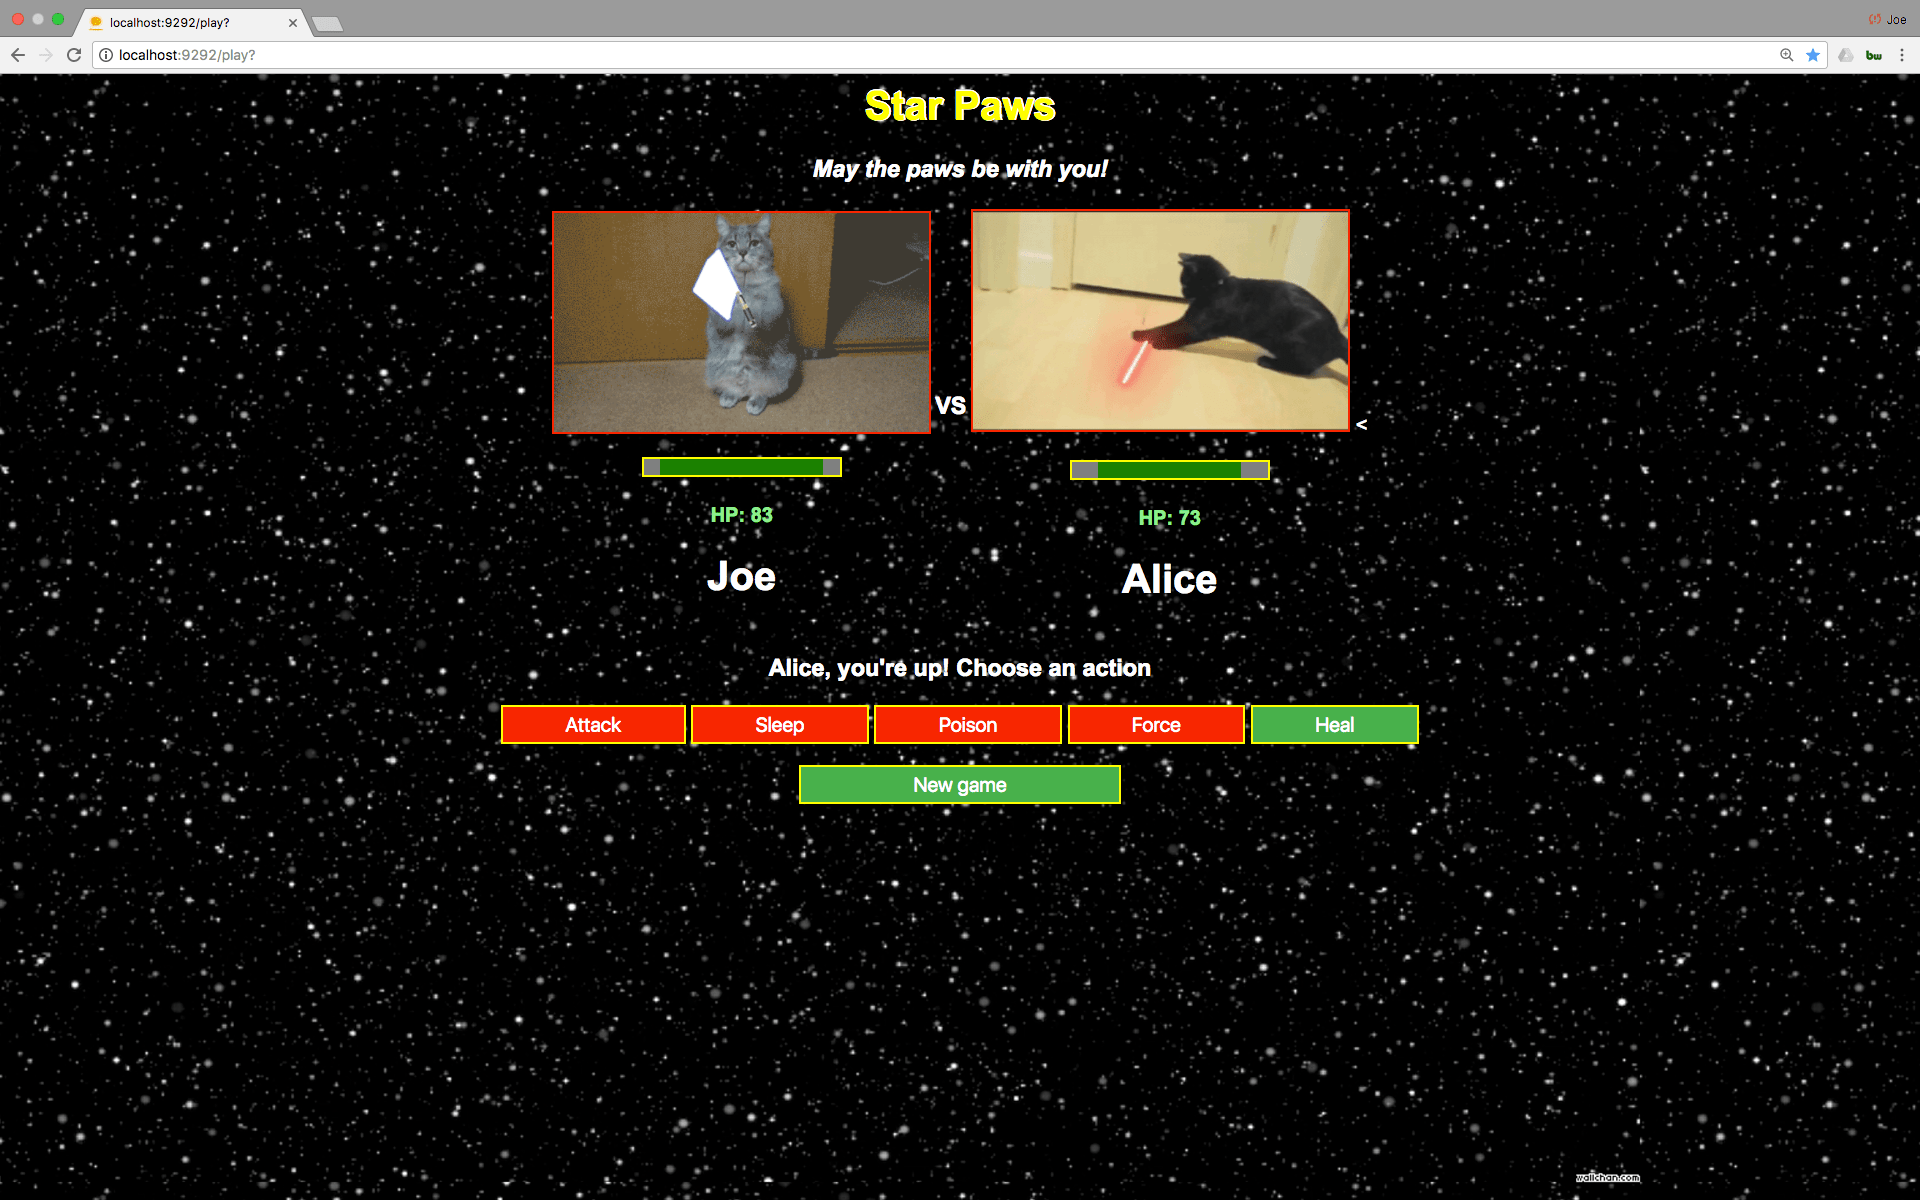 localhost:9292/play?
Joe
localhost:9292/play?
bw
Star Paws
May the paws be with you!
VS
<
HP: 83
HP: 73
Joe
Alice
Alice, you're up! Choose an action
Attack Sleep Poison Force Heal
New game
wallchan.com